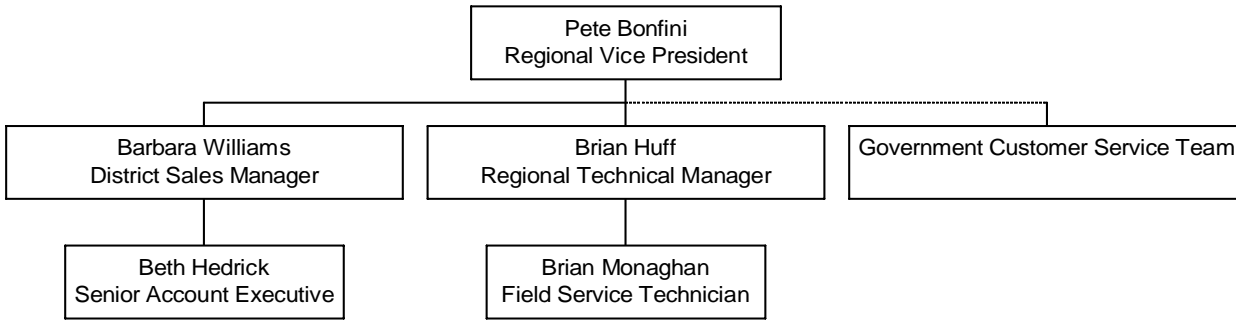 Pete Bonfini
Regional Vice President
Barbara Williams
District Sales Manager
Brian Huff
Regional Technical Manager
Government Customer Service Team
Beth Hedrick
Senior Account Executive
Brian Monaghan
Field Service Technician